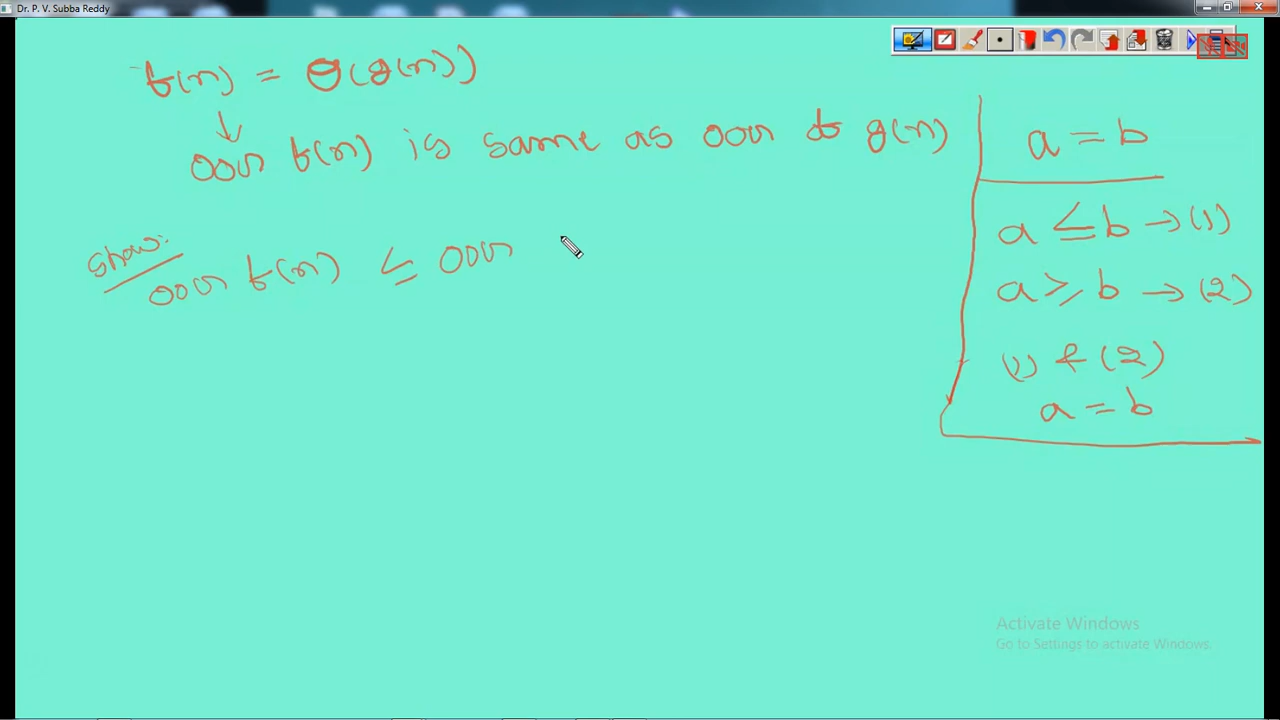 Dr. P. V. Subba Reddy
f(n) = Θ(g(n))
↓
OOG f(n) is same as OOG of g(n)
Show:
OOG f(n) ≤ OOG
a = b
a ≤ b → (1)
a ≥ b → (2)
(1) & (2)
a = b
Activate Windows
Go to Settings to activate Windows.